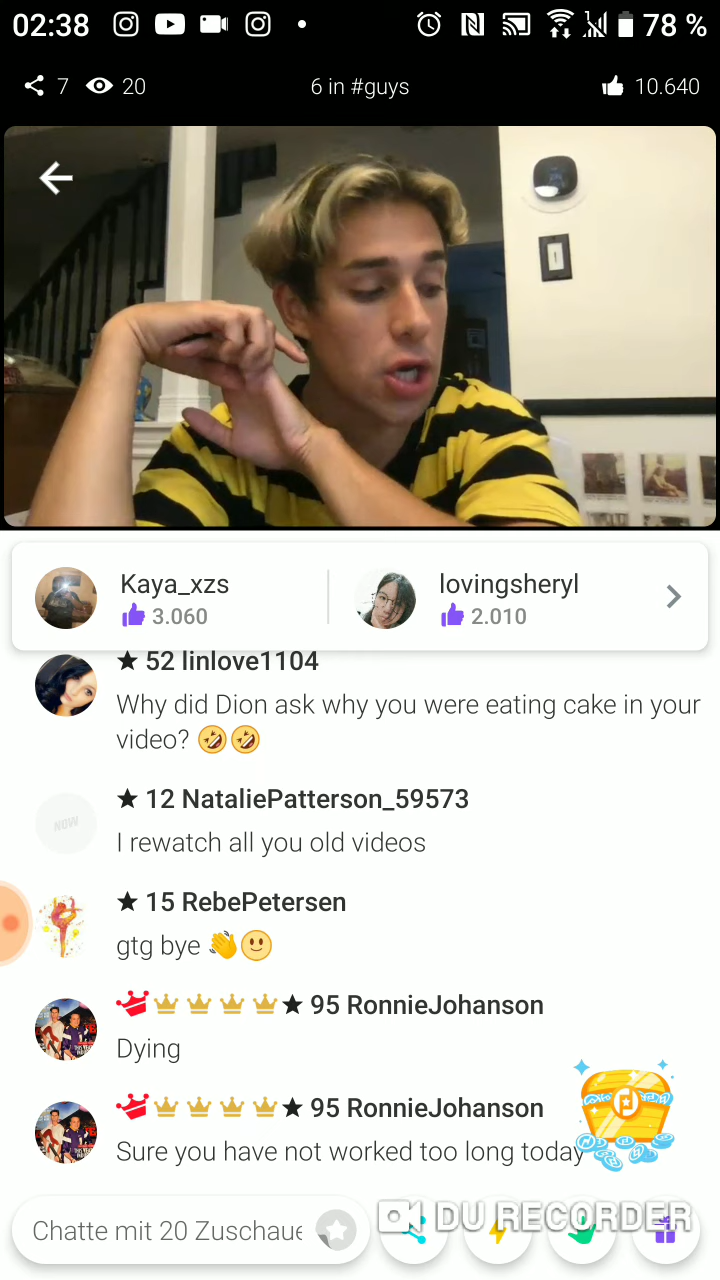 02:38 78 %
7 20 6 in #guys 10.640
Kaya_xzs lovingsheryl
3.060 2.010
★ 52 linlove1104
Why did Dion ask why you were eating cake in your
video? 🤣🤣
NOW
★ 12 NataliePatterson_59573
I rewatch all you old videos
★ 15 RebePetersen
gtg bye 👋🙂
★ 95 RonnieJohanson
Dying
★ 95 RonnieJohanson
Sure you have not worked too long today
Chatte mit 20 Zuschaue
DU RECORDER